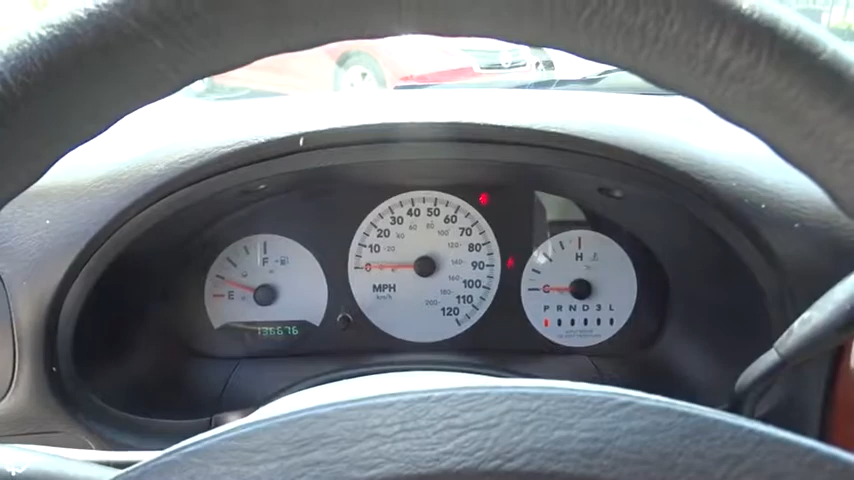 F
E
136676
0 10 20 30 40 50 60 70 80 90 100 110 120
20 40 60 80 100 120 140 160 180 200
MPH
km/h
H
C
P R N D 3 L